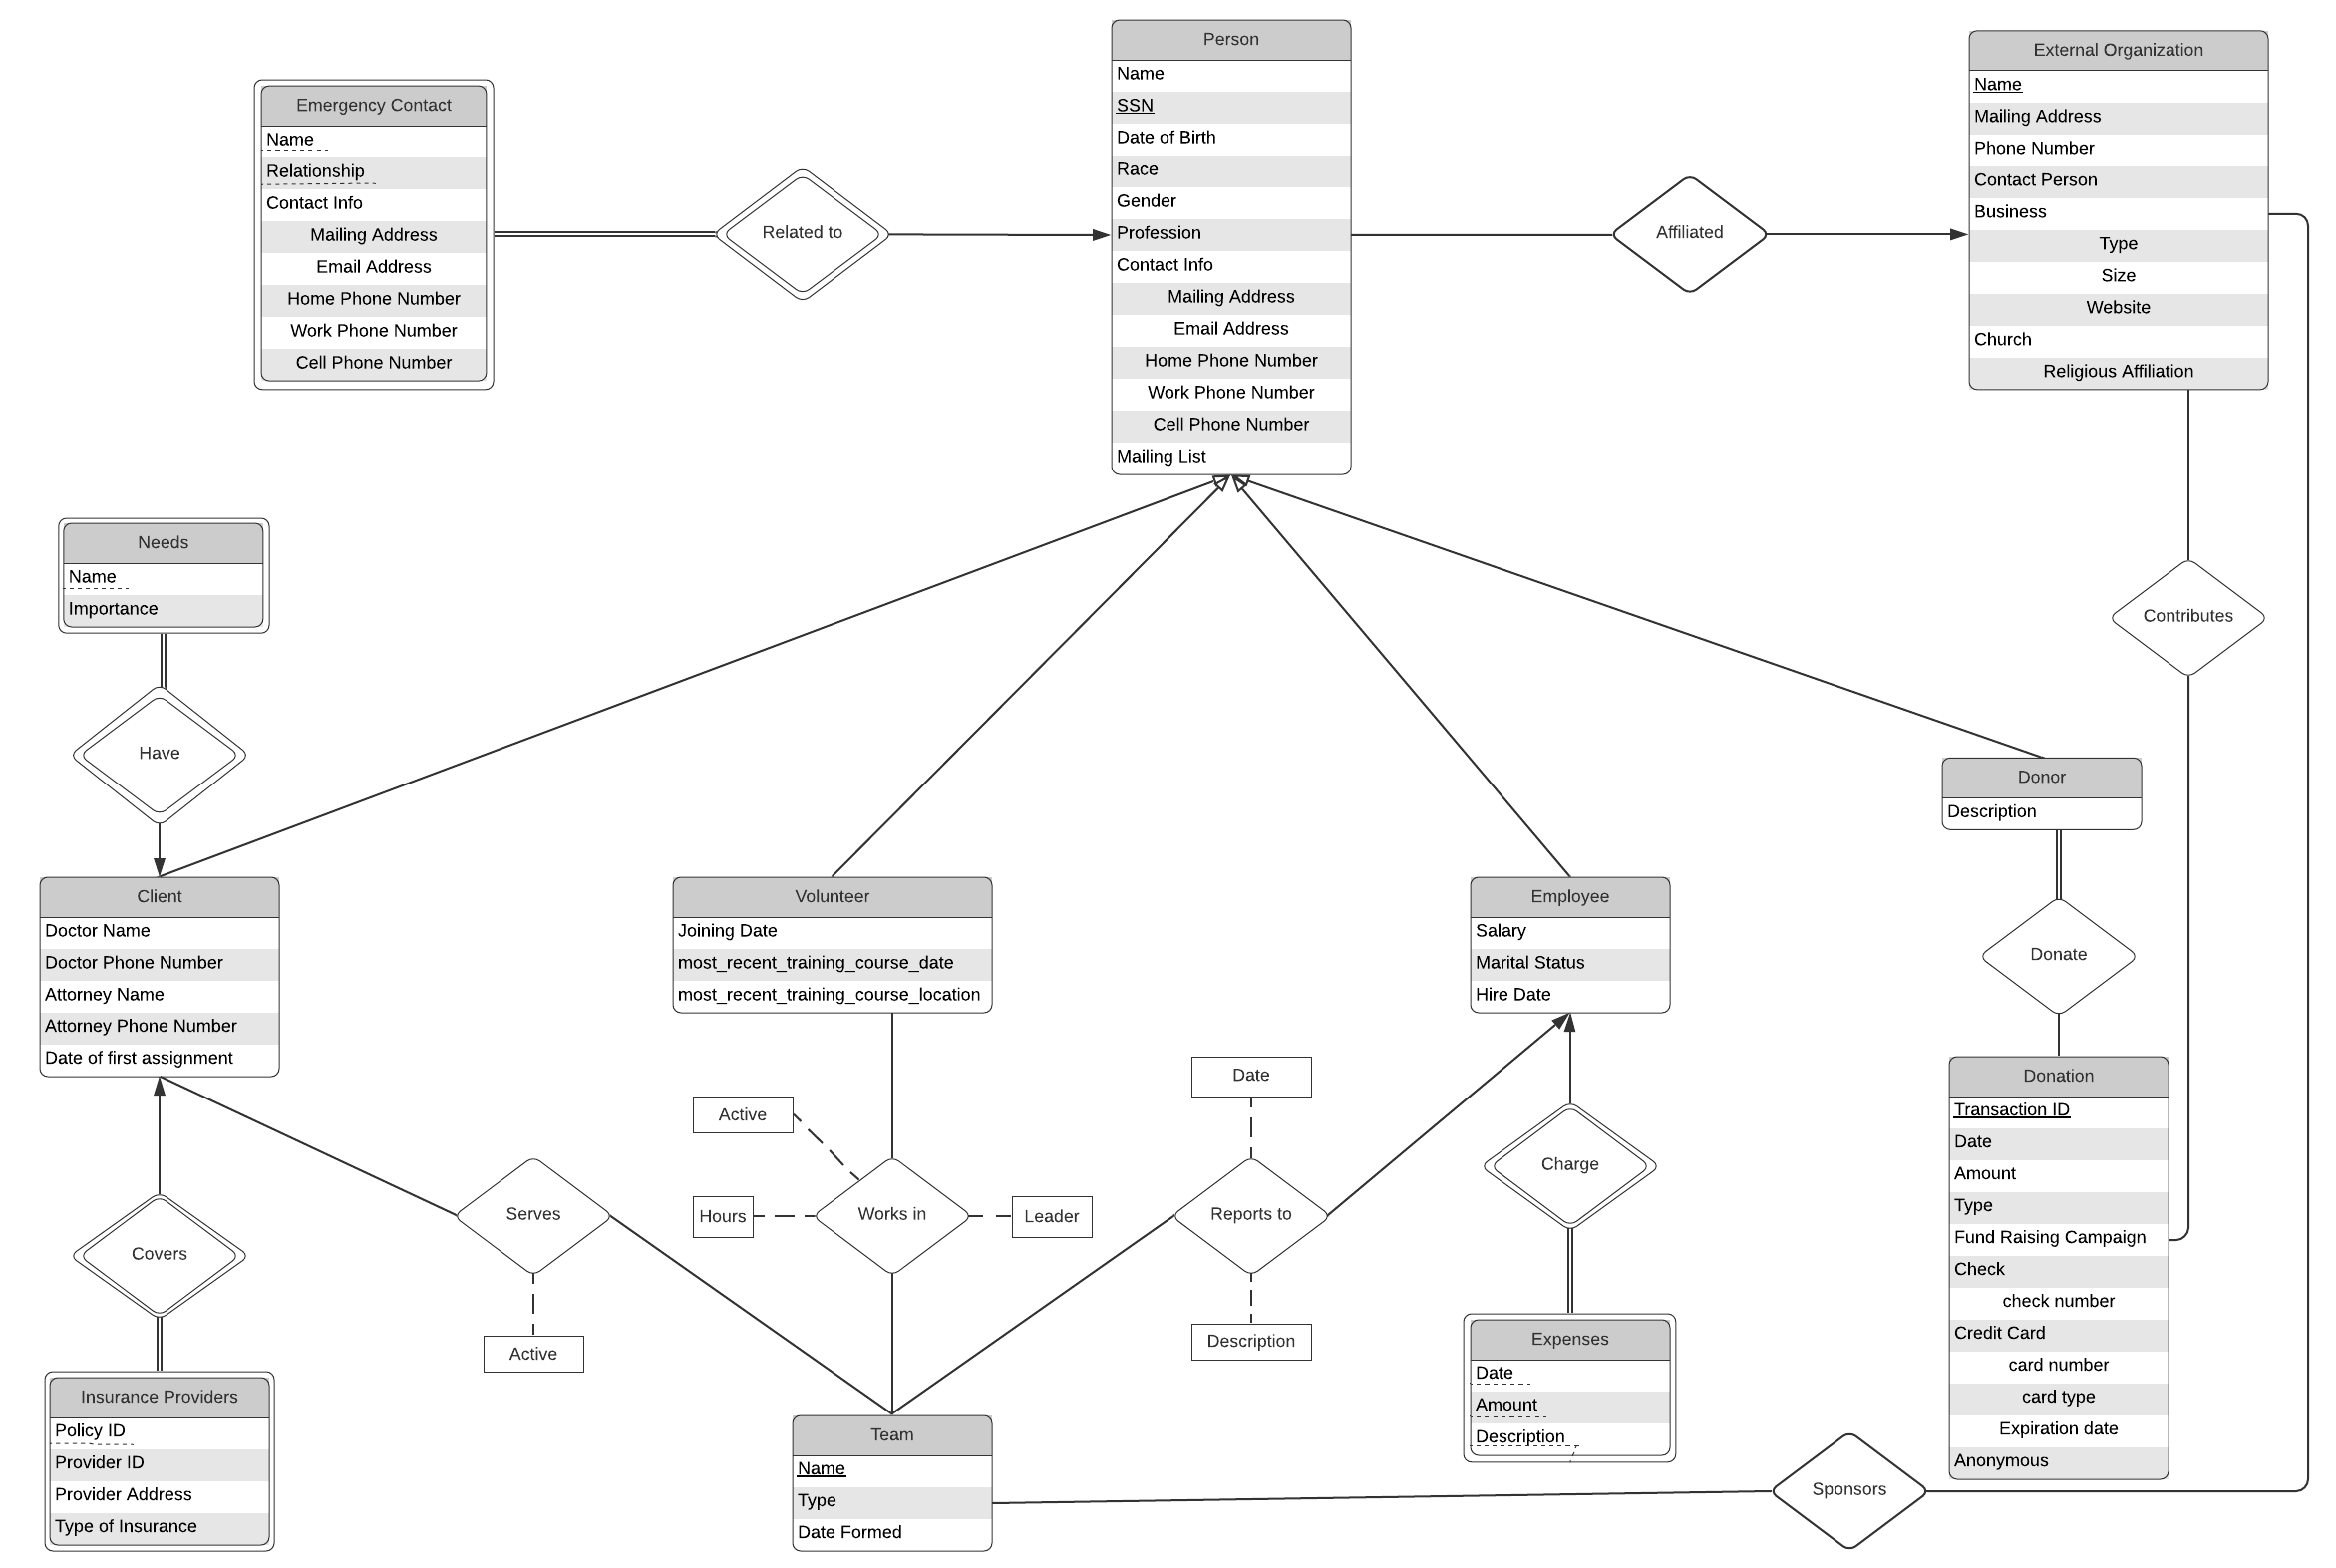 Person
Name
SSN
Date of Birth
Race
Gender
Profession
Contact Info
Mailing Address
Email Address
Home Phone Number
Work Phone Number
Cell Phone Number
Mailing List
External Organization
Name
Mailing Address
Phone Number
Contact Person
Business
Type
Size
Website
Church
Religious Affiliation
Emergency Contact
Name
Relationship
Contact Info
Mailing Address
Email Address
Home Phone Number
Work Phone Number
Cell Phone Number
Related to
Affiliated
Needs
Name
Importance
Contributes
Have
Donor
Description
Client
Doctor Name
Doctor Phone Number
Attorney Name
Attorney Phone Number
Date of first assignment
Volunteer
Joining Date
most_recent_training_course_date
most_recent_training_course_location
Employee
Salary
Marital Status
Hire Date
Donate
Donation
Transaction ID
Date
Amount
Type
Fund Raising Campaign
Check
check number
Credit Card
card number
card type
Expiration date
Anonymous
Date
Active
Charge
Serves
Hours
Works in
Leader
Reports to
Covers
Active
Description
Expenses
Date
Amount
Description
Insurance Providers
Policy ID
Provider ID
Provider Address
Type of Insurance
Team
Name
Type
Date Formed
Sponsors